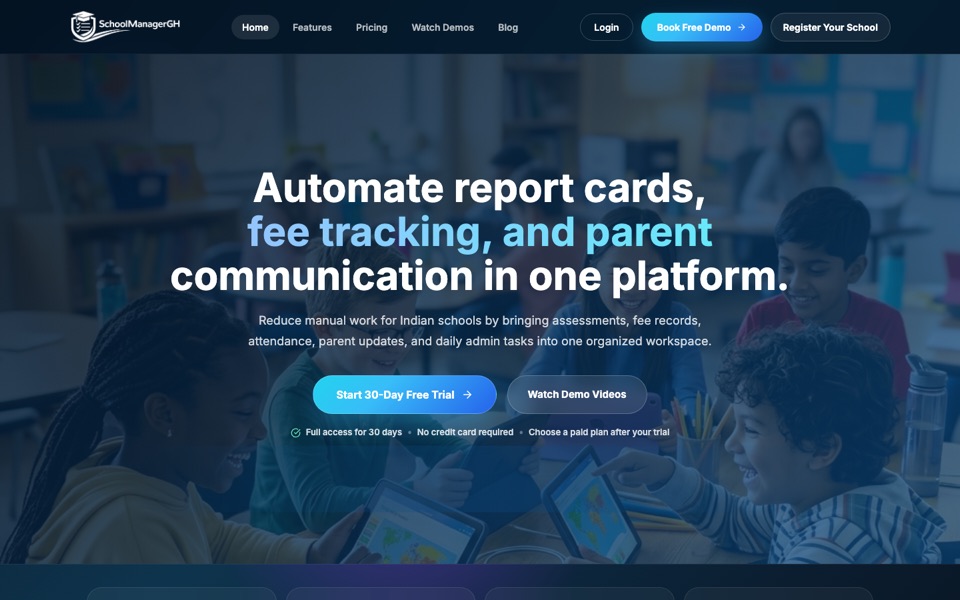 SchoolManagerGH
Home
Features
Pricing
Watch Demos
Blog
Login
Book Free Demo
Register Your School
Automate report cards,
fee tracking, and parent
communication in one platform.
Reduce manual work for Indian schools by bringing assessments, fee records,
attendance, parent updates, and daily admin tasks into one organized workspace.
Start 30-Day Free Trial
Watch Demo Videos
Full access for 30 days • No credit card required • Choose a paid plan after your trial